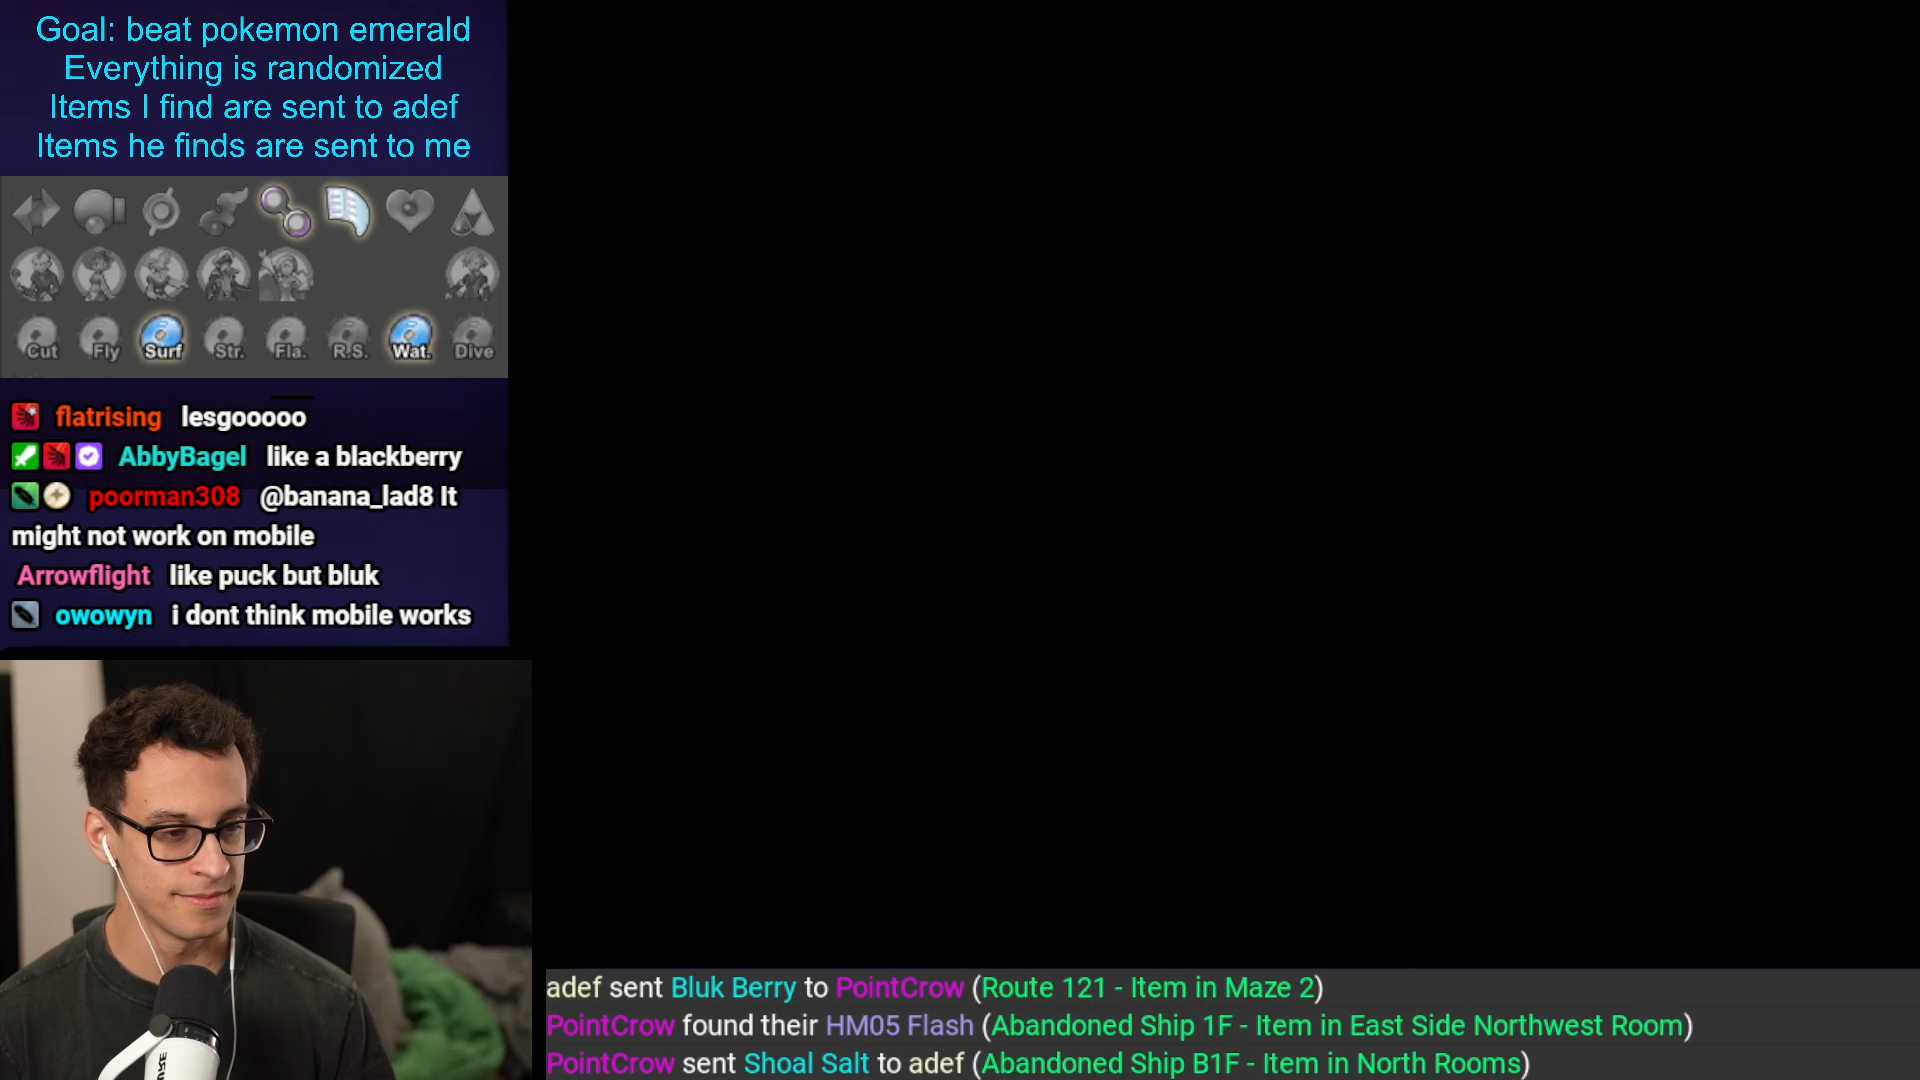 Goal: beat pokemon emerald
Everything is randomized
Items I find are sent to adef
Items he finds are sent to me
Cut Fly Surf Str. Fla. R.S. Wat. Dive
flatrising lesgooooo
AbbyBagel like a blackberry
poorman308 @banana_lad8 It
might not work on mobile
Arrowflight like puck but bluk
owowyn i dont think mobile works
adef sent Bluk Berry to PointCrow (Route 121 - Item in Maze 2)
PointCrow found their HM05 Flash (Abandoned Ship 1F - Item in East Side Northwest Room)
PointCrow sent Shoal Salt to adef (Abandoned Ship B1F - Item in North Rooms)